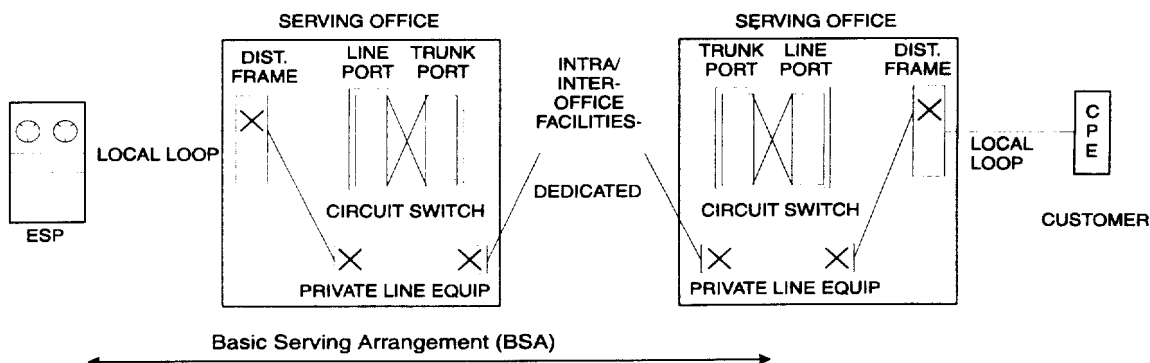 SERVING OFFICE
DIST.
FRAME
LINE
PORT
TRUNK
PORT
CIRCUIT SWITCH
PRIVATE LINE EQUIP
ESP
LOCAL LOOP
INTRA/
INTER-
OFFICE
FACILITIES-
DEDICATED
SERVING OFFICE
TRUNK
PORT
LINE
PORT
DIST.
FRAME
CIRCUIT SWITCH
PRIVATE LINE EQUIP
LOCAL
LOOP
CPE
CUSTOMER
Basic Serving Arrangement (BSA)